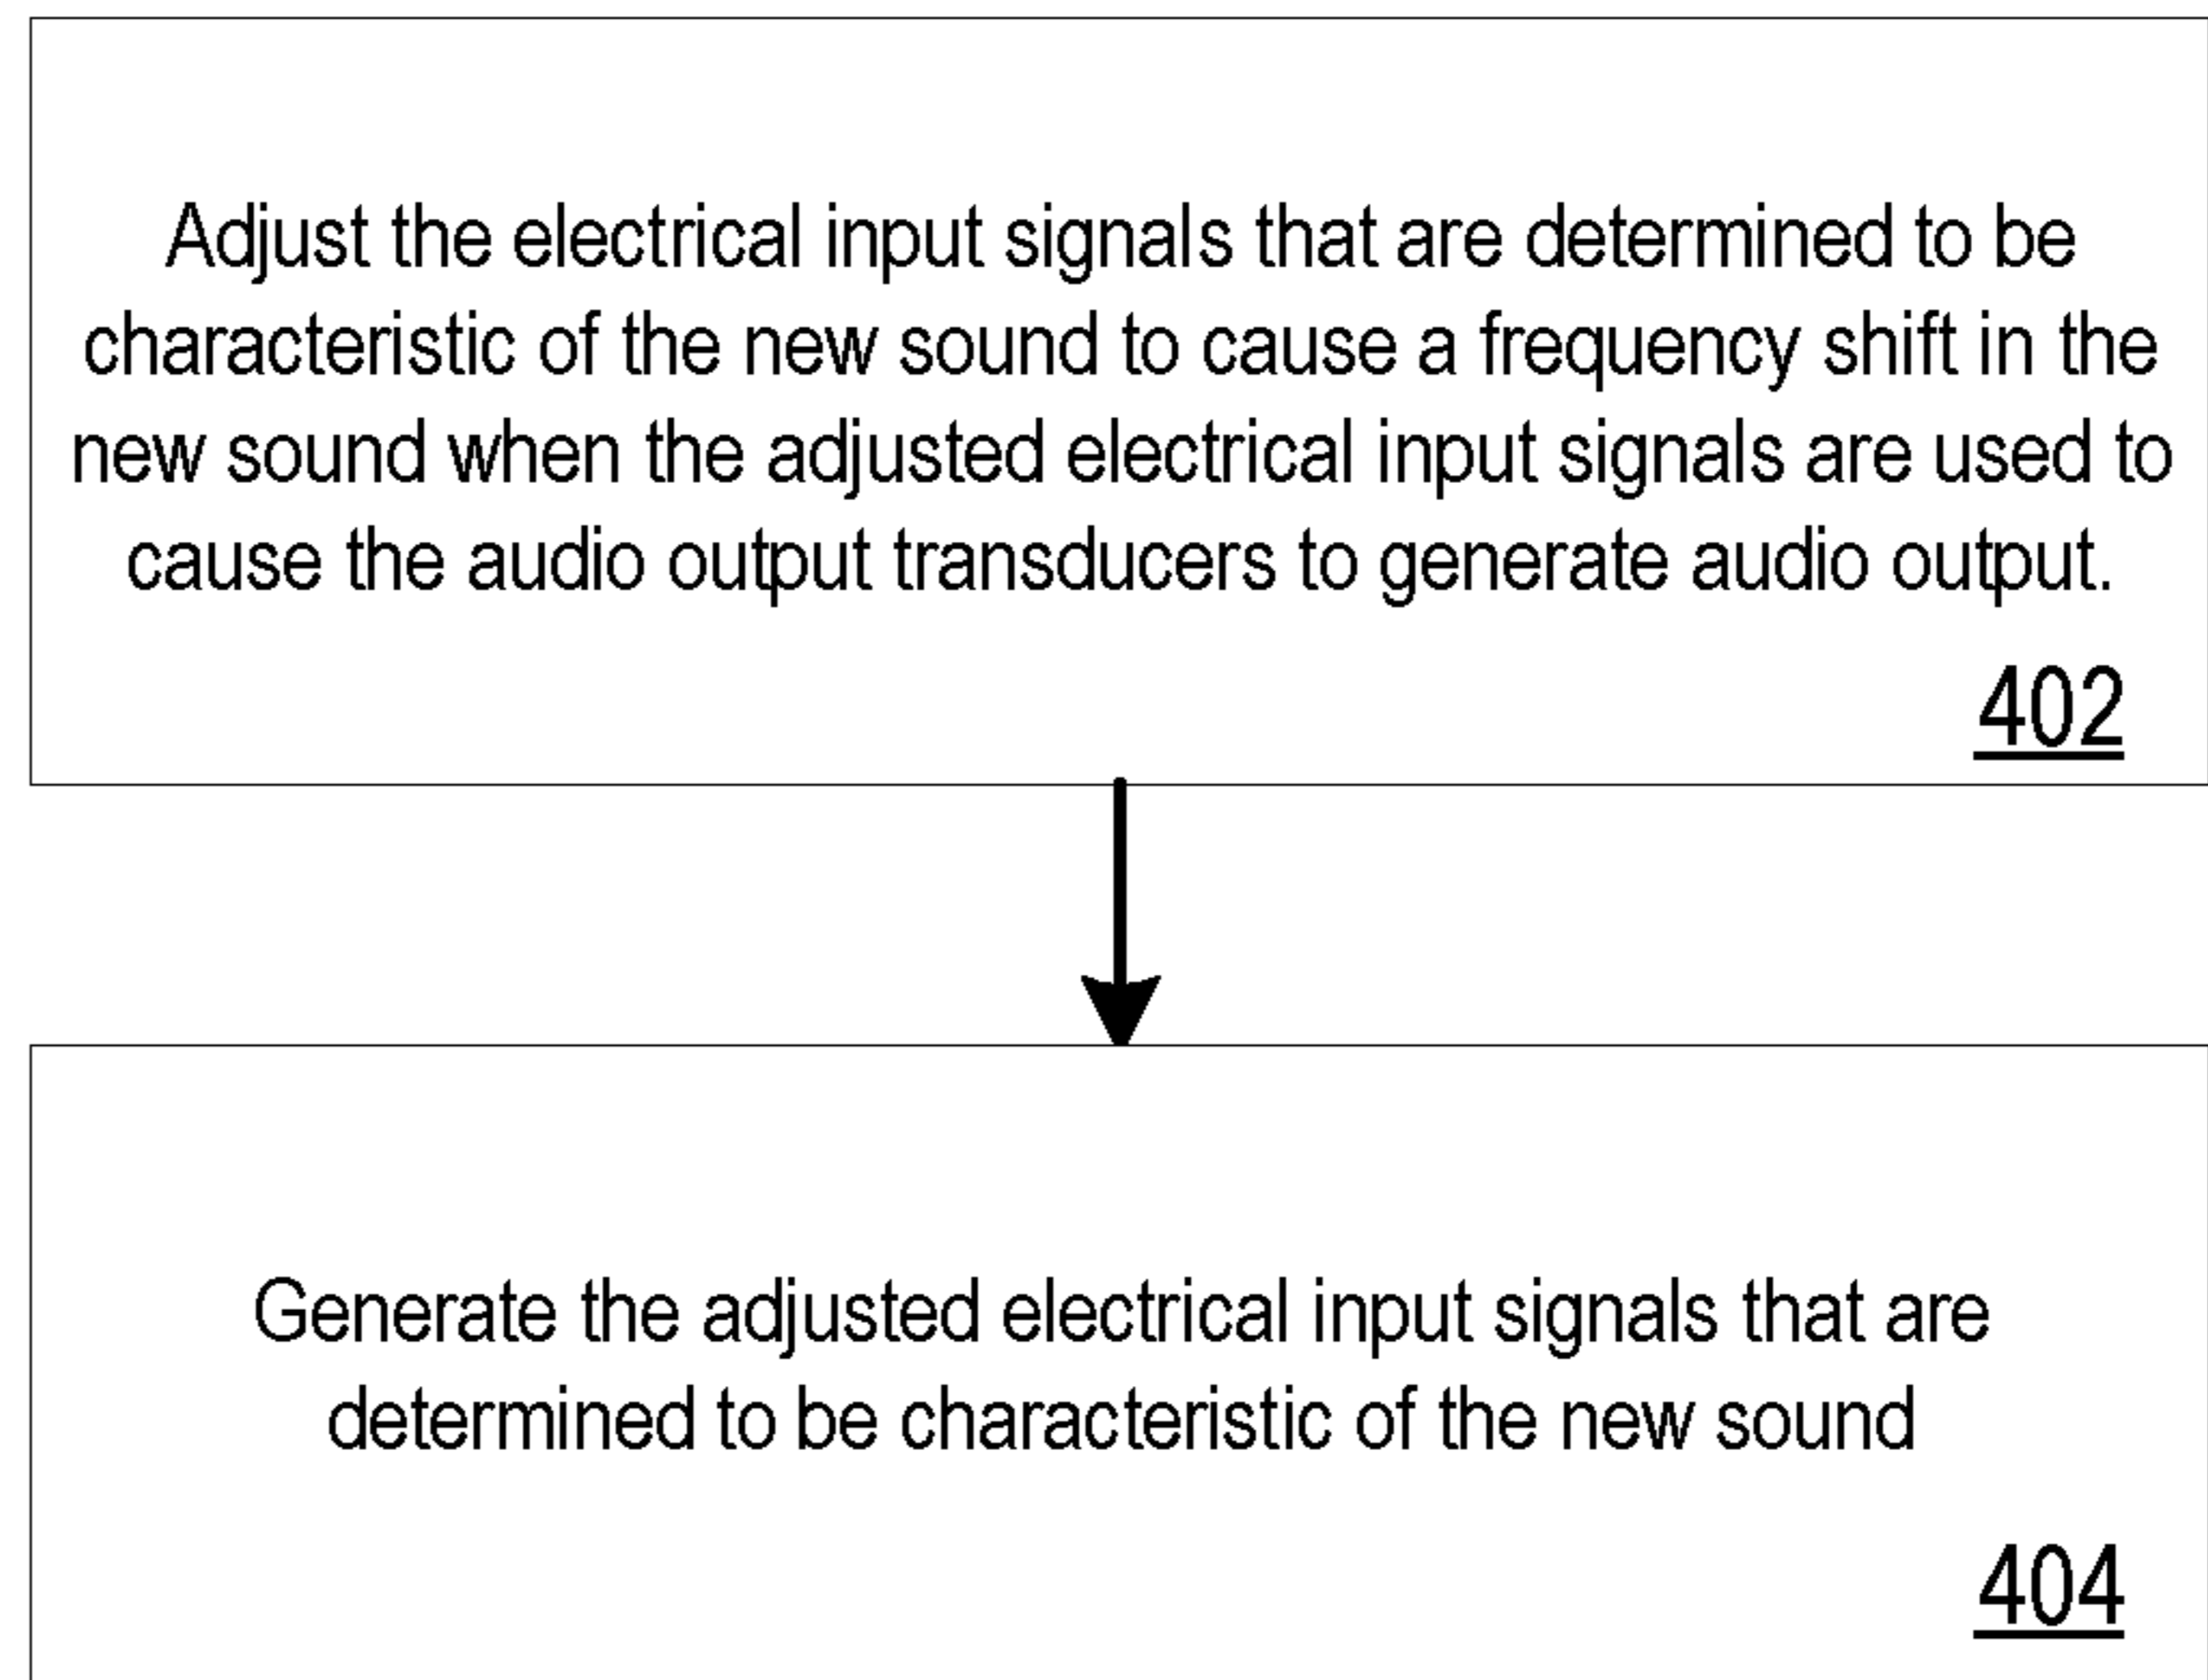 Adjust the electrical input signals that are determined to be
characteristic of the new sound to cause a frequency shift in the
new sound when the adjusted electrical input signals are used to
cause the audio output transducers to generate audio output.
402
Generate the adjusted electrical input signals that are
determined to be characteristic of the new sound
404